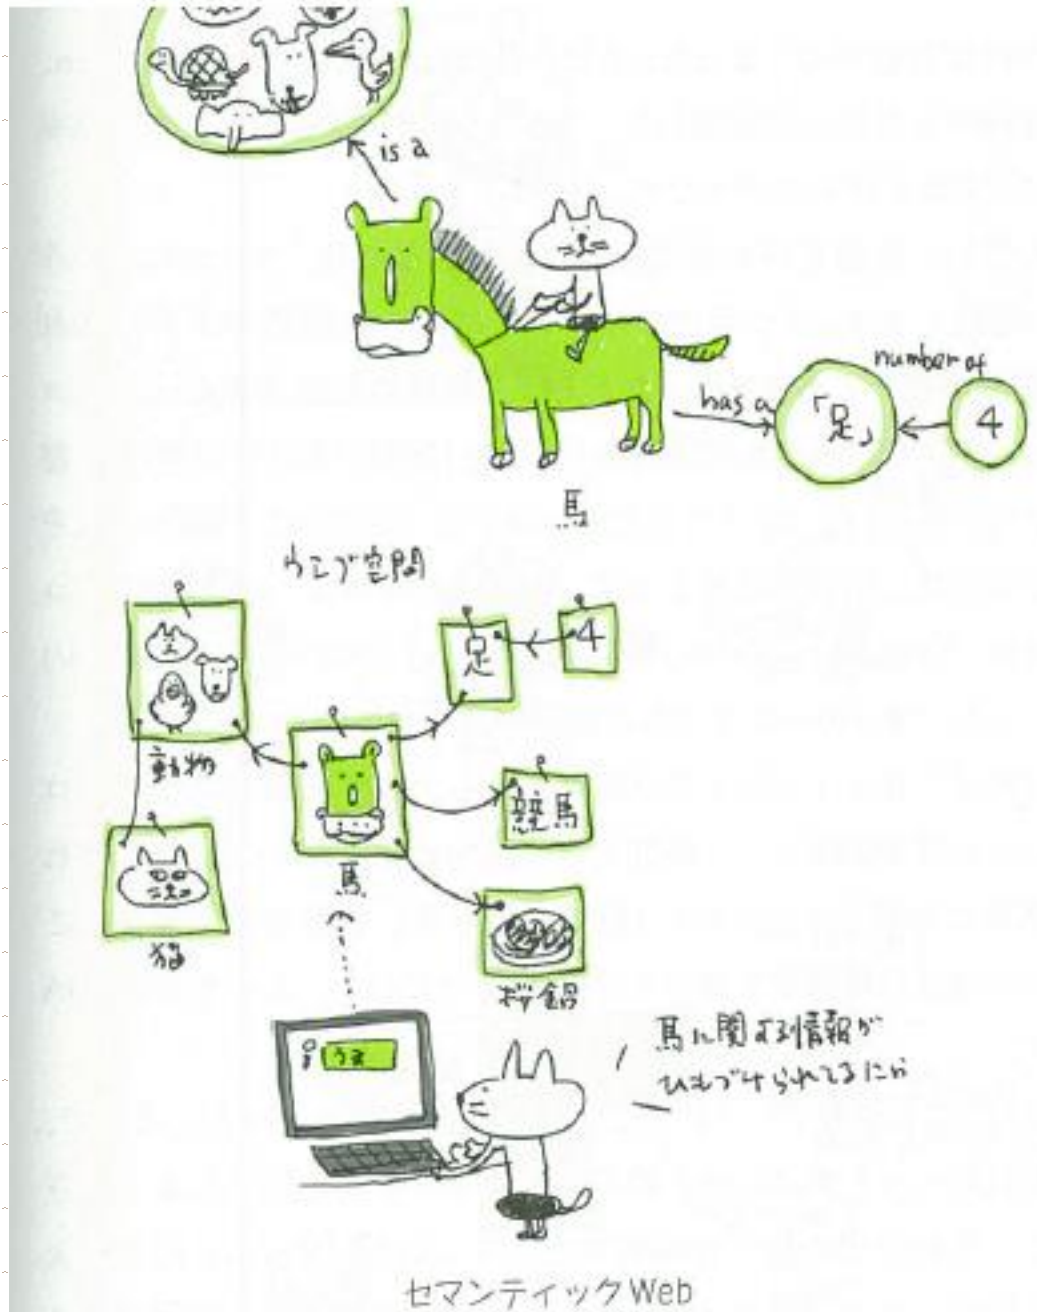 is a
number of
has a
「足」
4
馬
ウェブ空間
足
4
動物
競馬
馬
猫
桜鍋
うま
馬に関する情報が
ひもづけられてるにゃ
セマンティックWeb